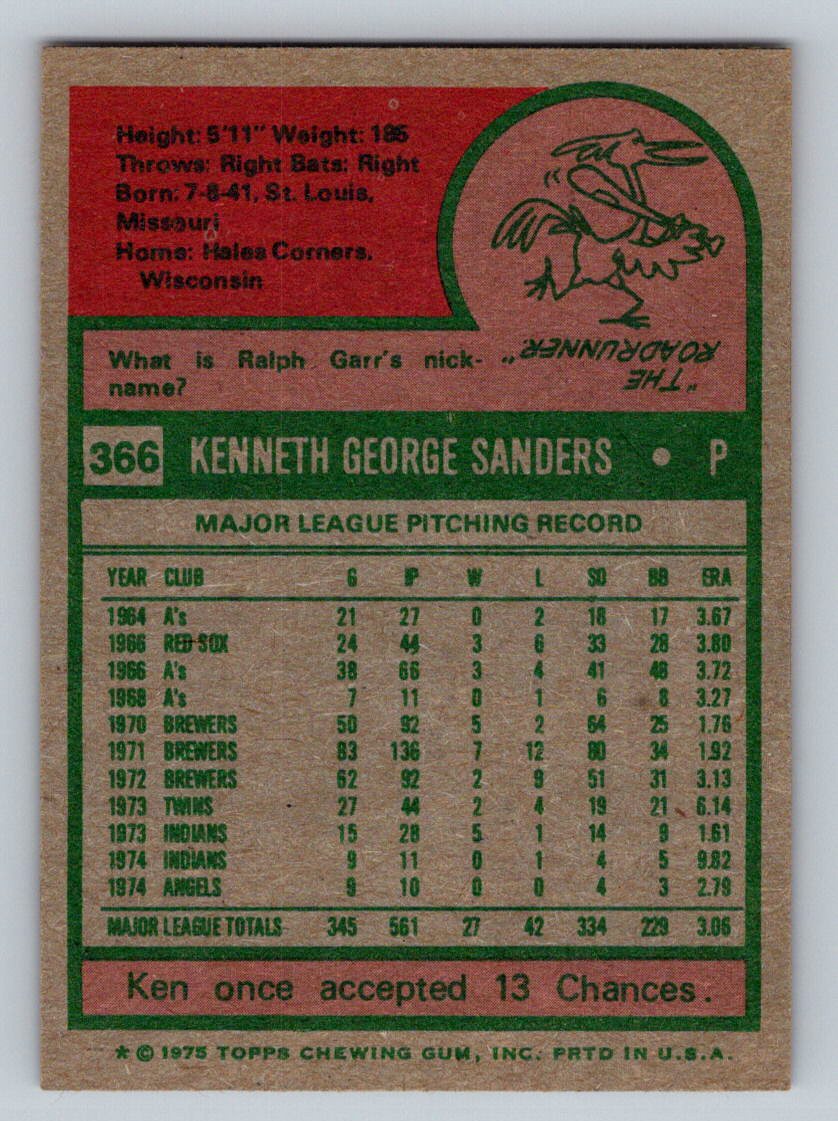 Height: 5'11" Weight: 185
Throws: Right Bats: Right
Born: 7-8-41, St. Louis,
Missouri
Home: Hales Corners,
Wisconsin
What is Ralph Garr's nick-
name?
"THE
ROADRUNNER."
366 KENNETH GEORGE SANDERS • P
MAJOR LEAGUE PITCHING RECORD
YEAR CLUB G IP W L SO BB ERA
1964 A's 21 27 0 2 18 17 3.67
1966 RED SOX 24 44 3 6 33 28 3.80
1966 A's 38 66 3 4 41 48 3.72
1968 A's 7 11 0 1 6 8 3.27
1970 BREWERS 50 92 5 2 64 25 1.76
1971 BREWERS 83 136 7 12 80 34 1.92
1972 BREWERS 62 92 2 9 51 31 3.13
1973 TWINS 27 44 2 4 19 21 6.14
1973 INDIANS 15 28 5 1 14 9 1.61
1974 INDIANS 9 11 0 1 4 5 9.82
1974 ANGELS 9 10 0 0 4 3 2.79
MAJOR LEAGUE TOTALS 345 561 27 42 334 229 3.06
Ken once accepted 13 Chances.
* © 1975 TOPPS CHEWING GUM, INC. PRTD IN U.S.A.